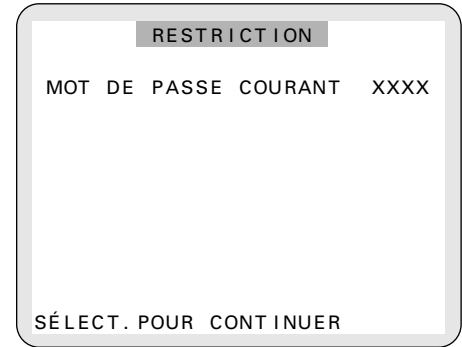 RESTRICTION
MOT DE PASSE COURANT XXXX
SÉLECT. POUR CONTINUER